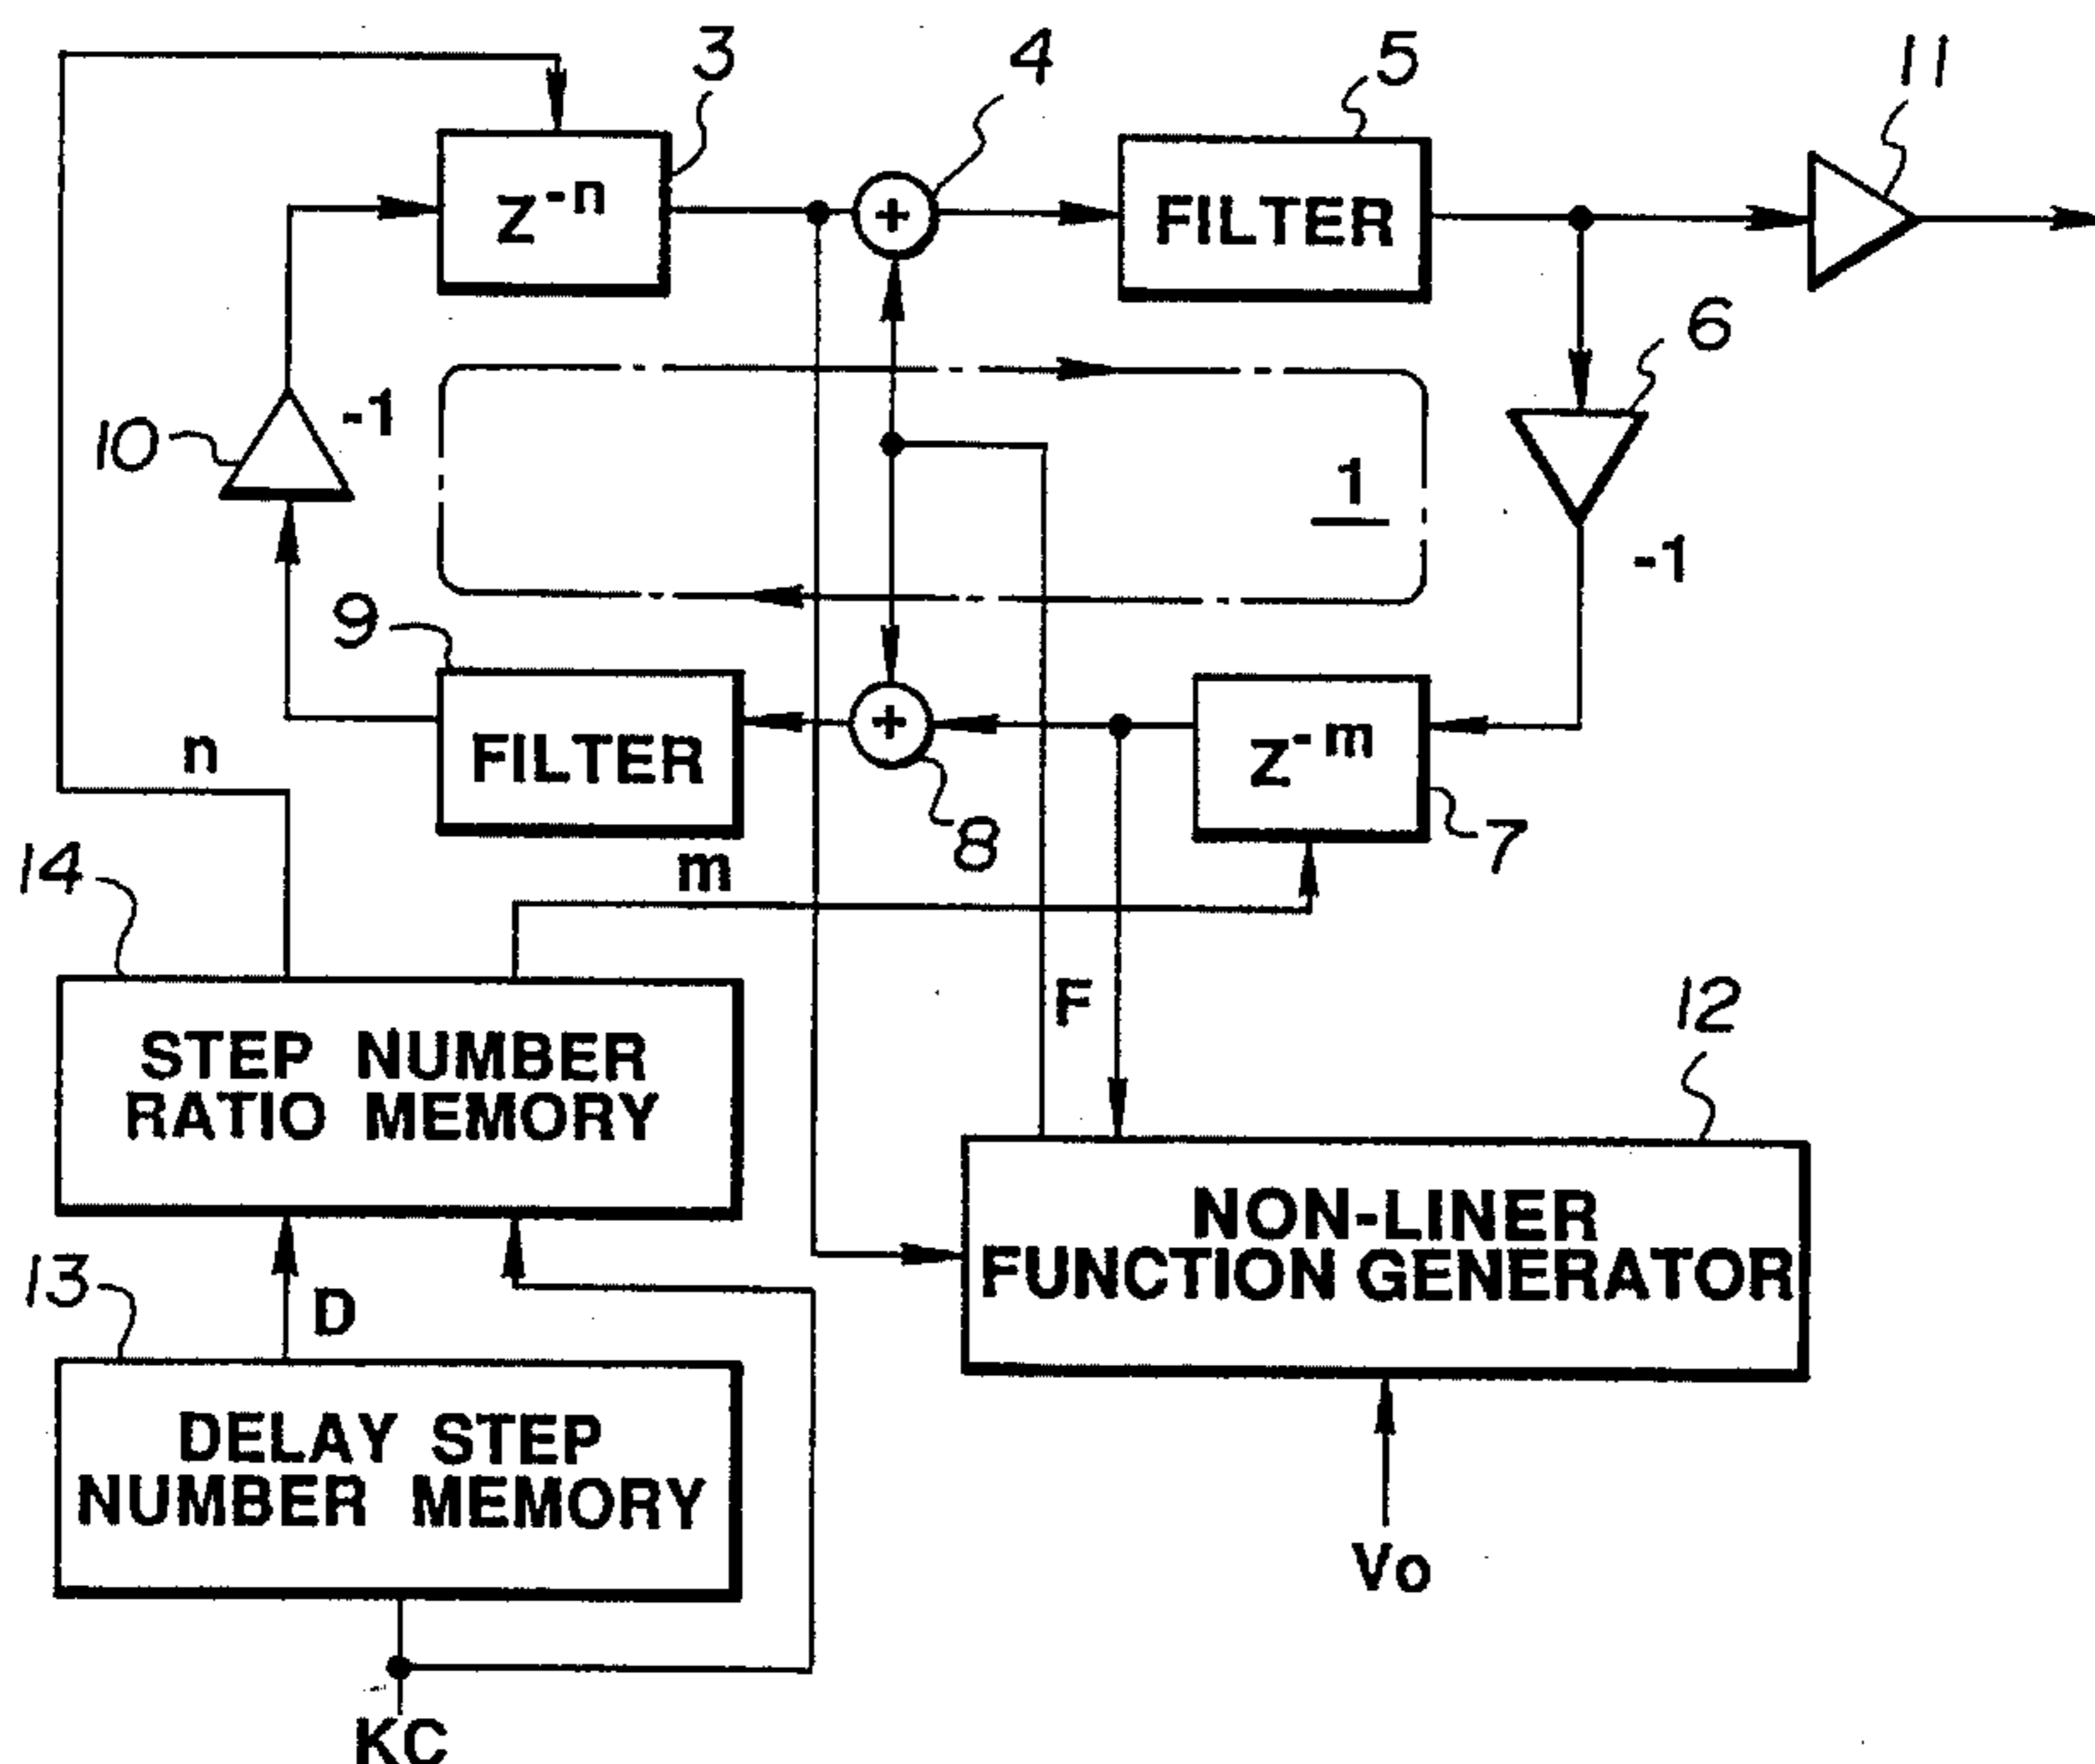 3
4
5
11
Z-n
+
FILTER
6
10
-1
1
-1
9
n
FILTER
+
Z-m
8
7
14
m
F
12
STEP NUMBER
RATIO MEMORY
NON-LINER
FUNCTION GENERATOR
13
D
DELAY STEP
NUMBER MEMORY
Vo
KC